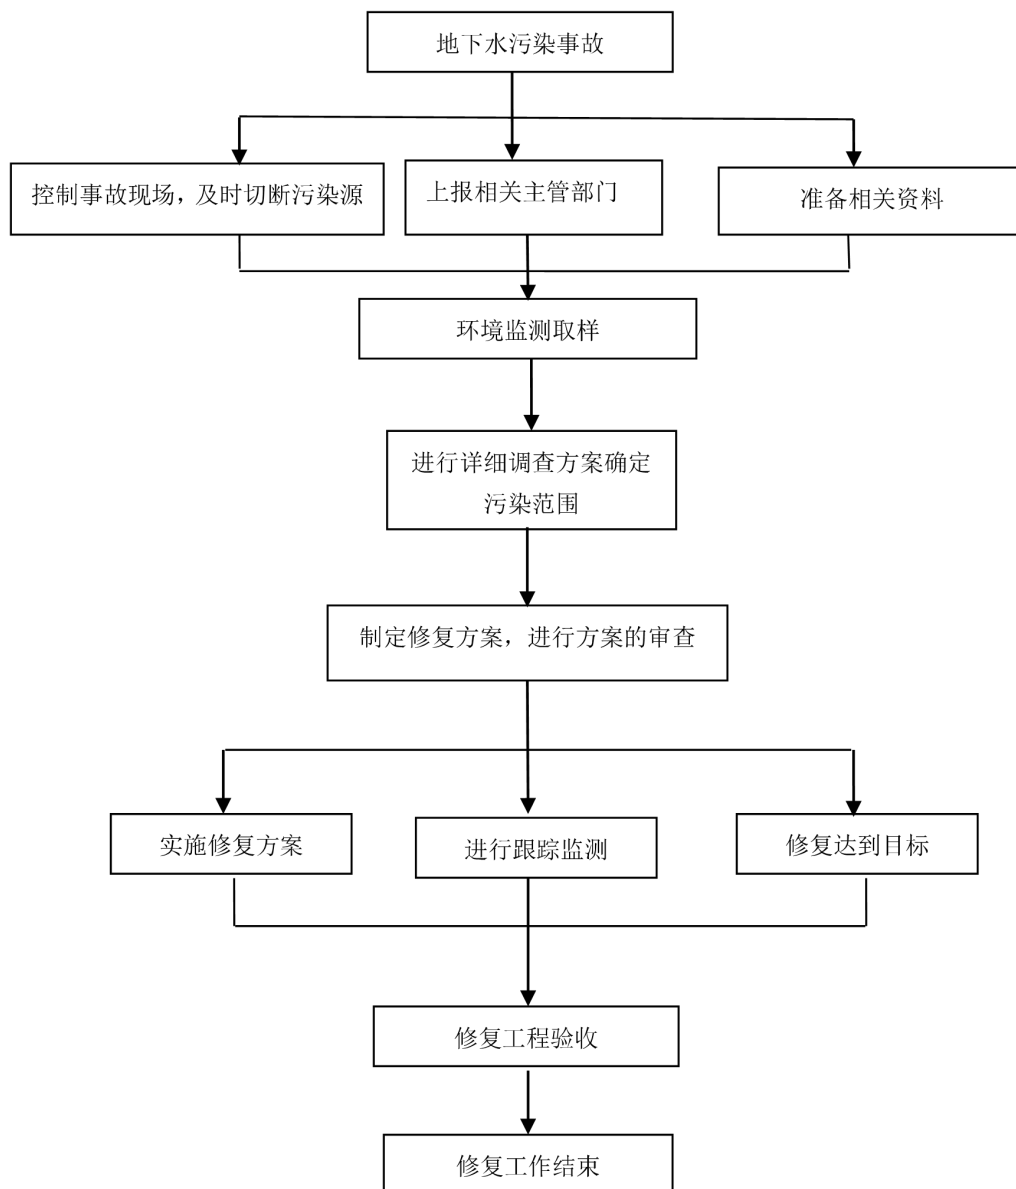 地下水污染事故
控制事故现场，及时切断污染源
上报相关主管部门
准备相关资料
环境监测取样
进行详细调查方案确定
污染范围
制定修复方案，进行方案的审查
实施修复方案
进行跟踪监测
修复达到目标
修复工程验收
修复工作结束